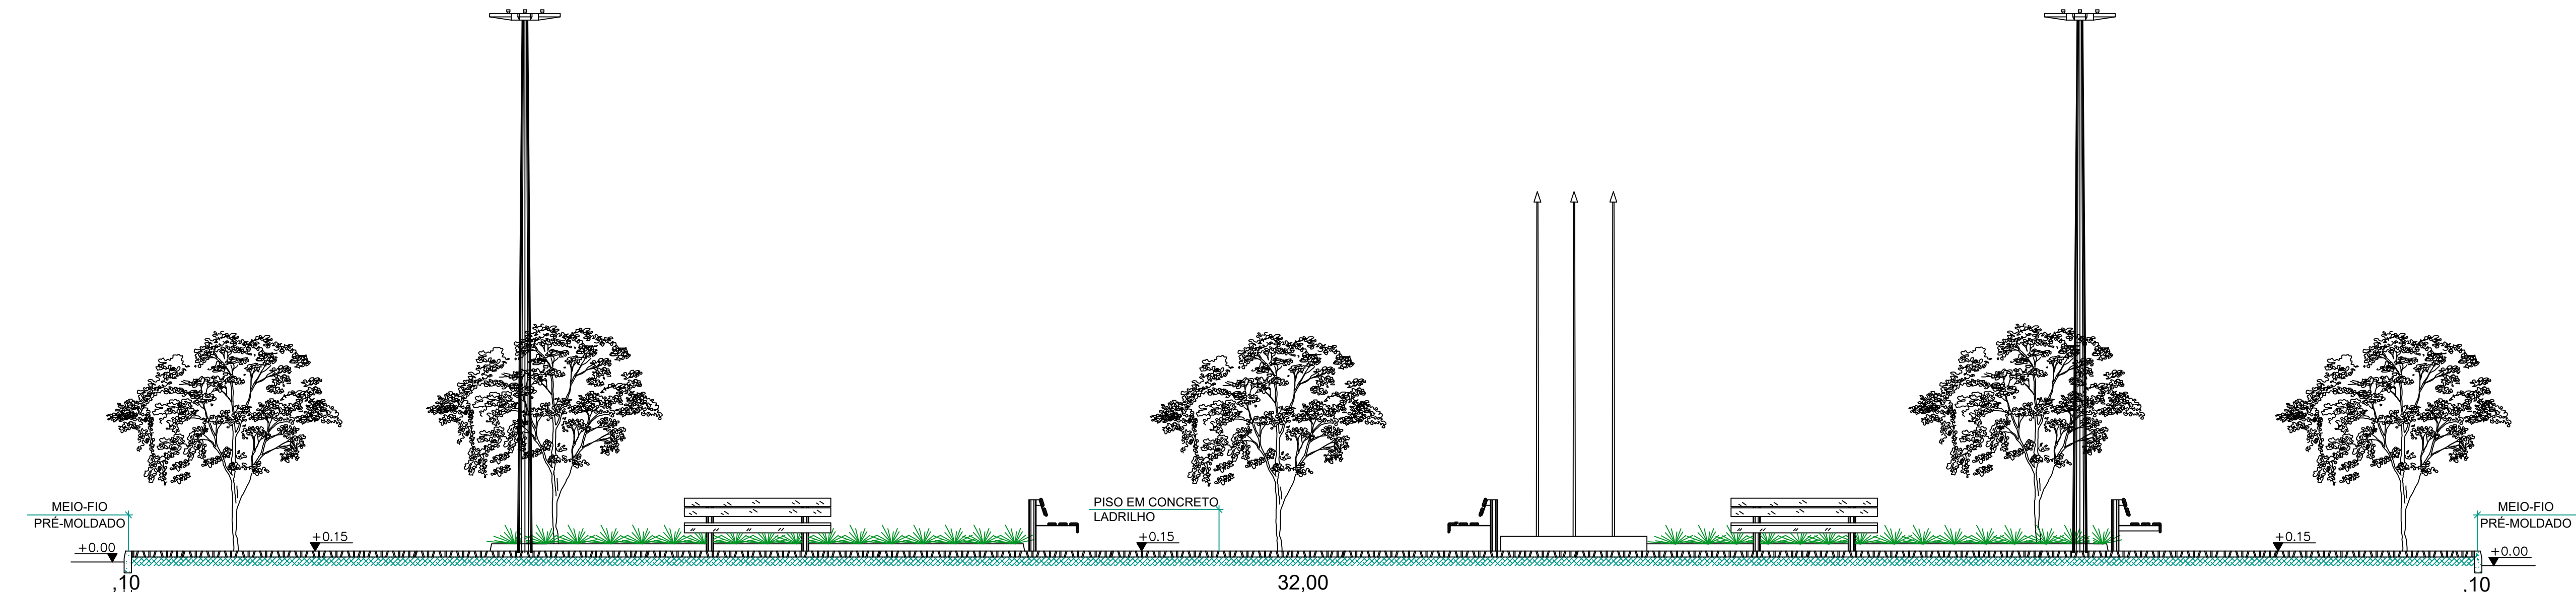 MEIO-FIO
PRÉ-MOLDADO
+0.00
+0.15
PISO EM CONCRETO
LADRILHO
+0.15
+0.15
MEIO-FIO
PRÉ-MOLDADO
+0.00
,10
32,00
,10